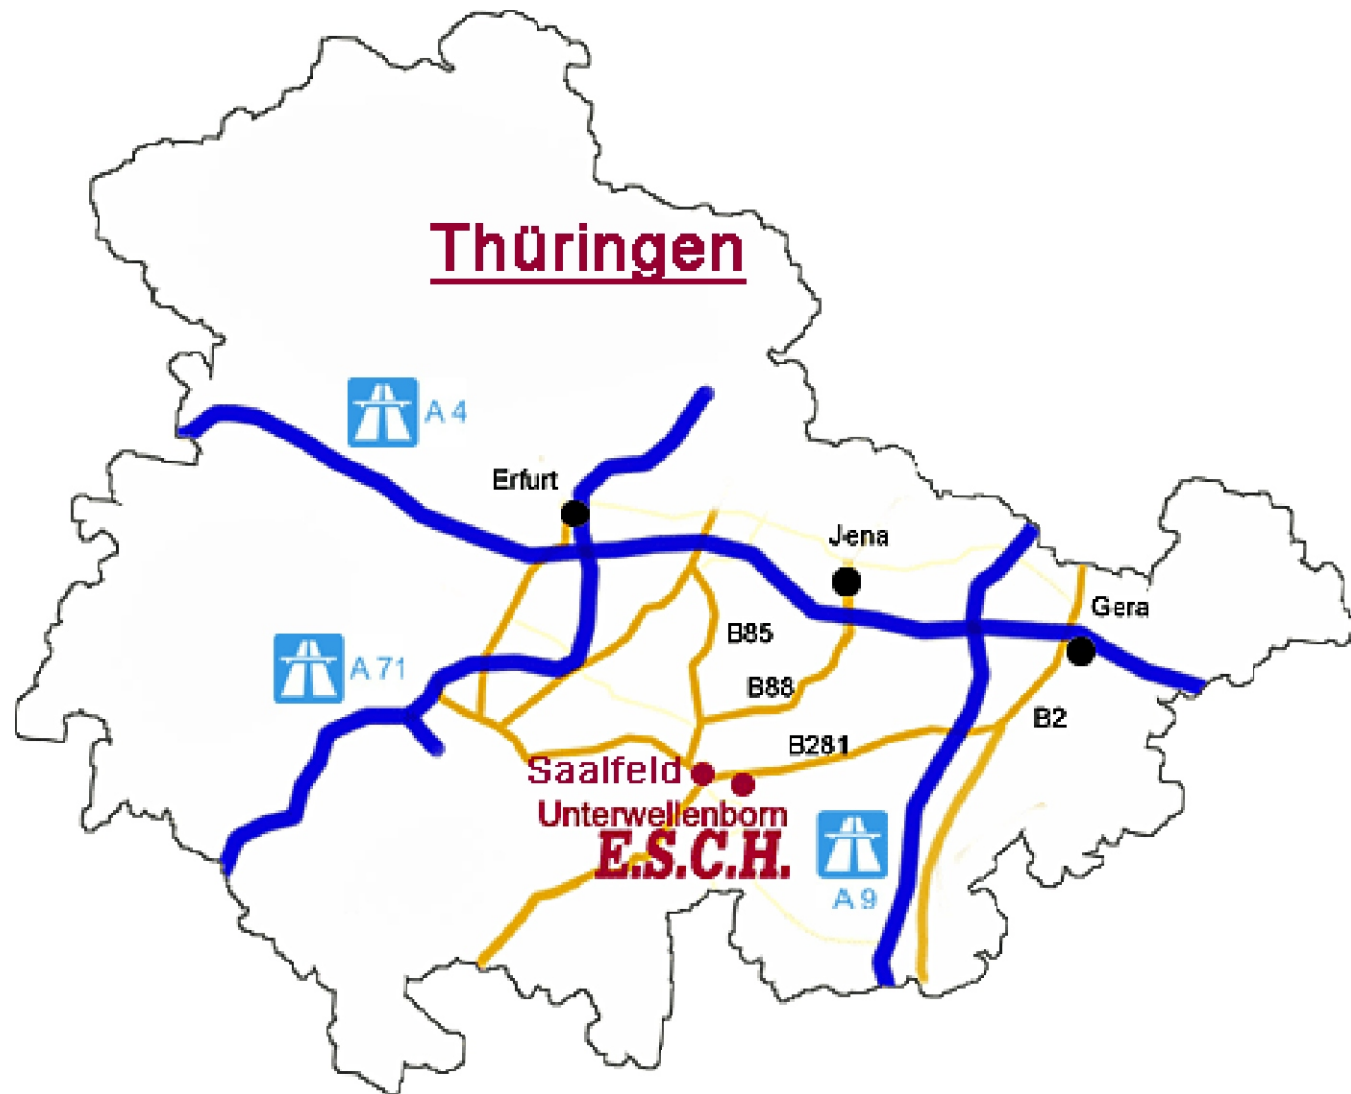 Thüringen
A 4
Erfurt
Jena
Gera
B85
A 71
B88
B2
B281
Saalfeld
Unterwellenborn
E.S.C.H.
A 9